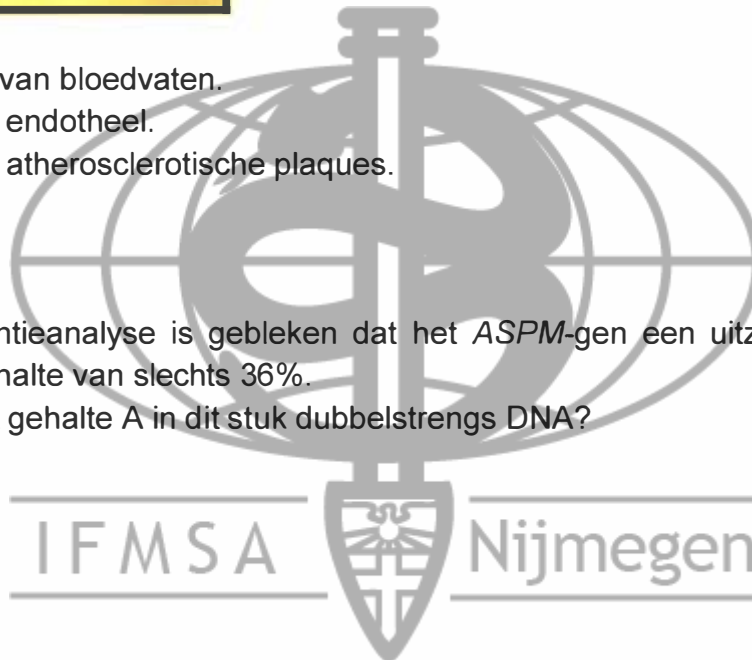 van bloedvaten.
endotheel.
atherosclerotische plaques.
ntieanalyse is gebleken dat het ASPM-gen een uitz
halte van slechts 36%.
gehalte A in dit stuk dubbelstrengs DNA?
IFMSA Nijmegen